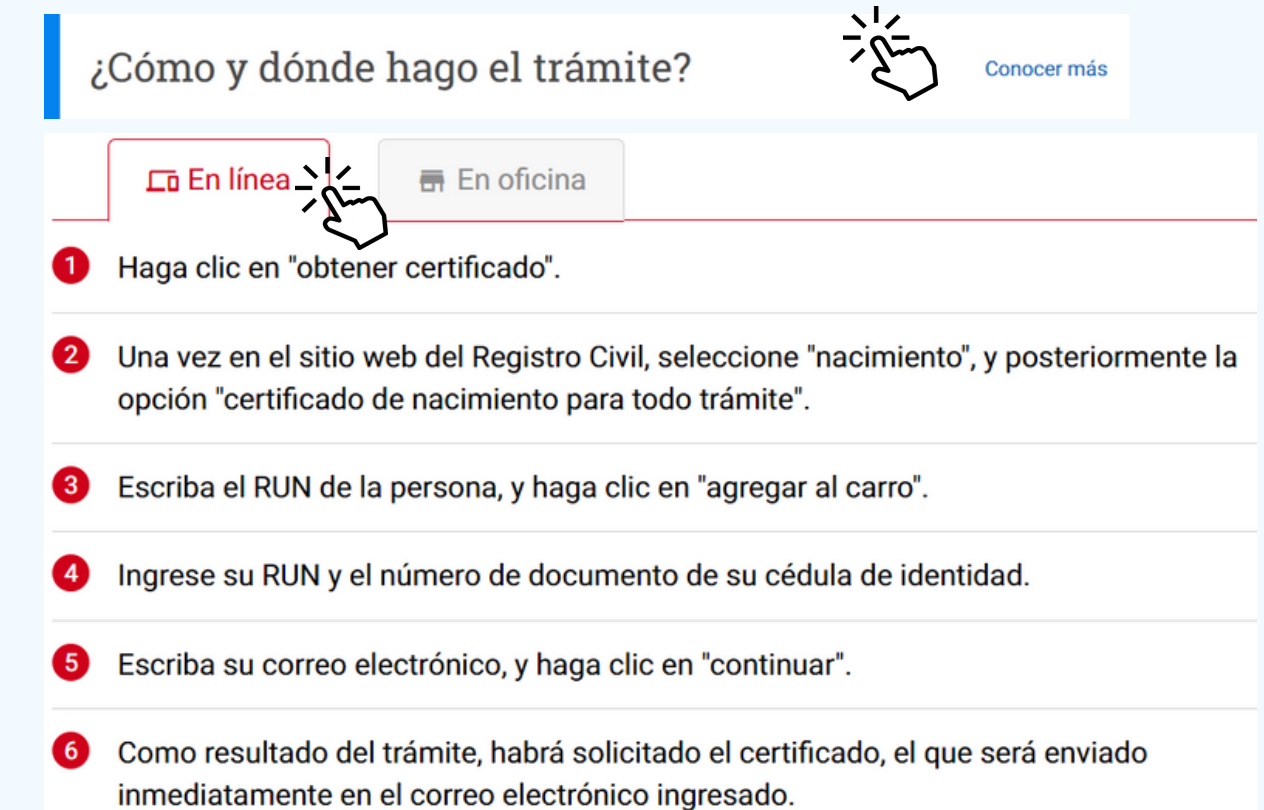 ¿Cómo y dónde hago el trámite?
Conocer más
En línea
En oficina
1 Haga clic en "obtener certificado".
2 Una vez en el sitio web del Registro Civil, seleccione "nacimiento", y posteriormente la
opción "certificado de nacimiento para todo trámite".
3 Escriba el RUN de la persona, y haga clic en "agregar al carro".
4 Ingrese su RUN y el número de documento de su cédula de identidad.
5 Escriba su correo electrónico, y haga clic en "continuar".
6 Como resultado del trámite, habrá solicitado el certificado, el que será enviado
inmediatamente en el correo electrónico ingresado.